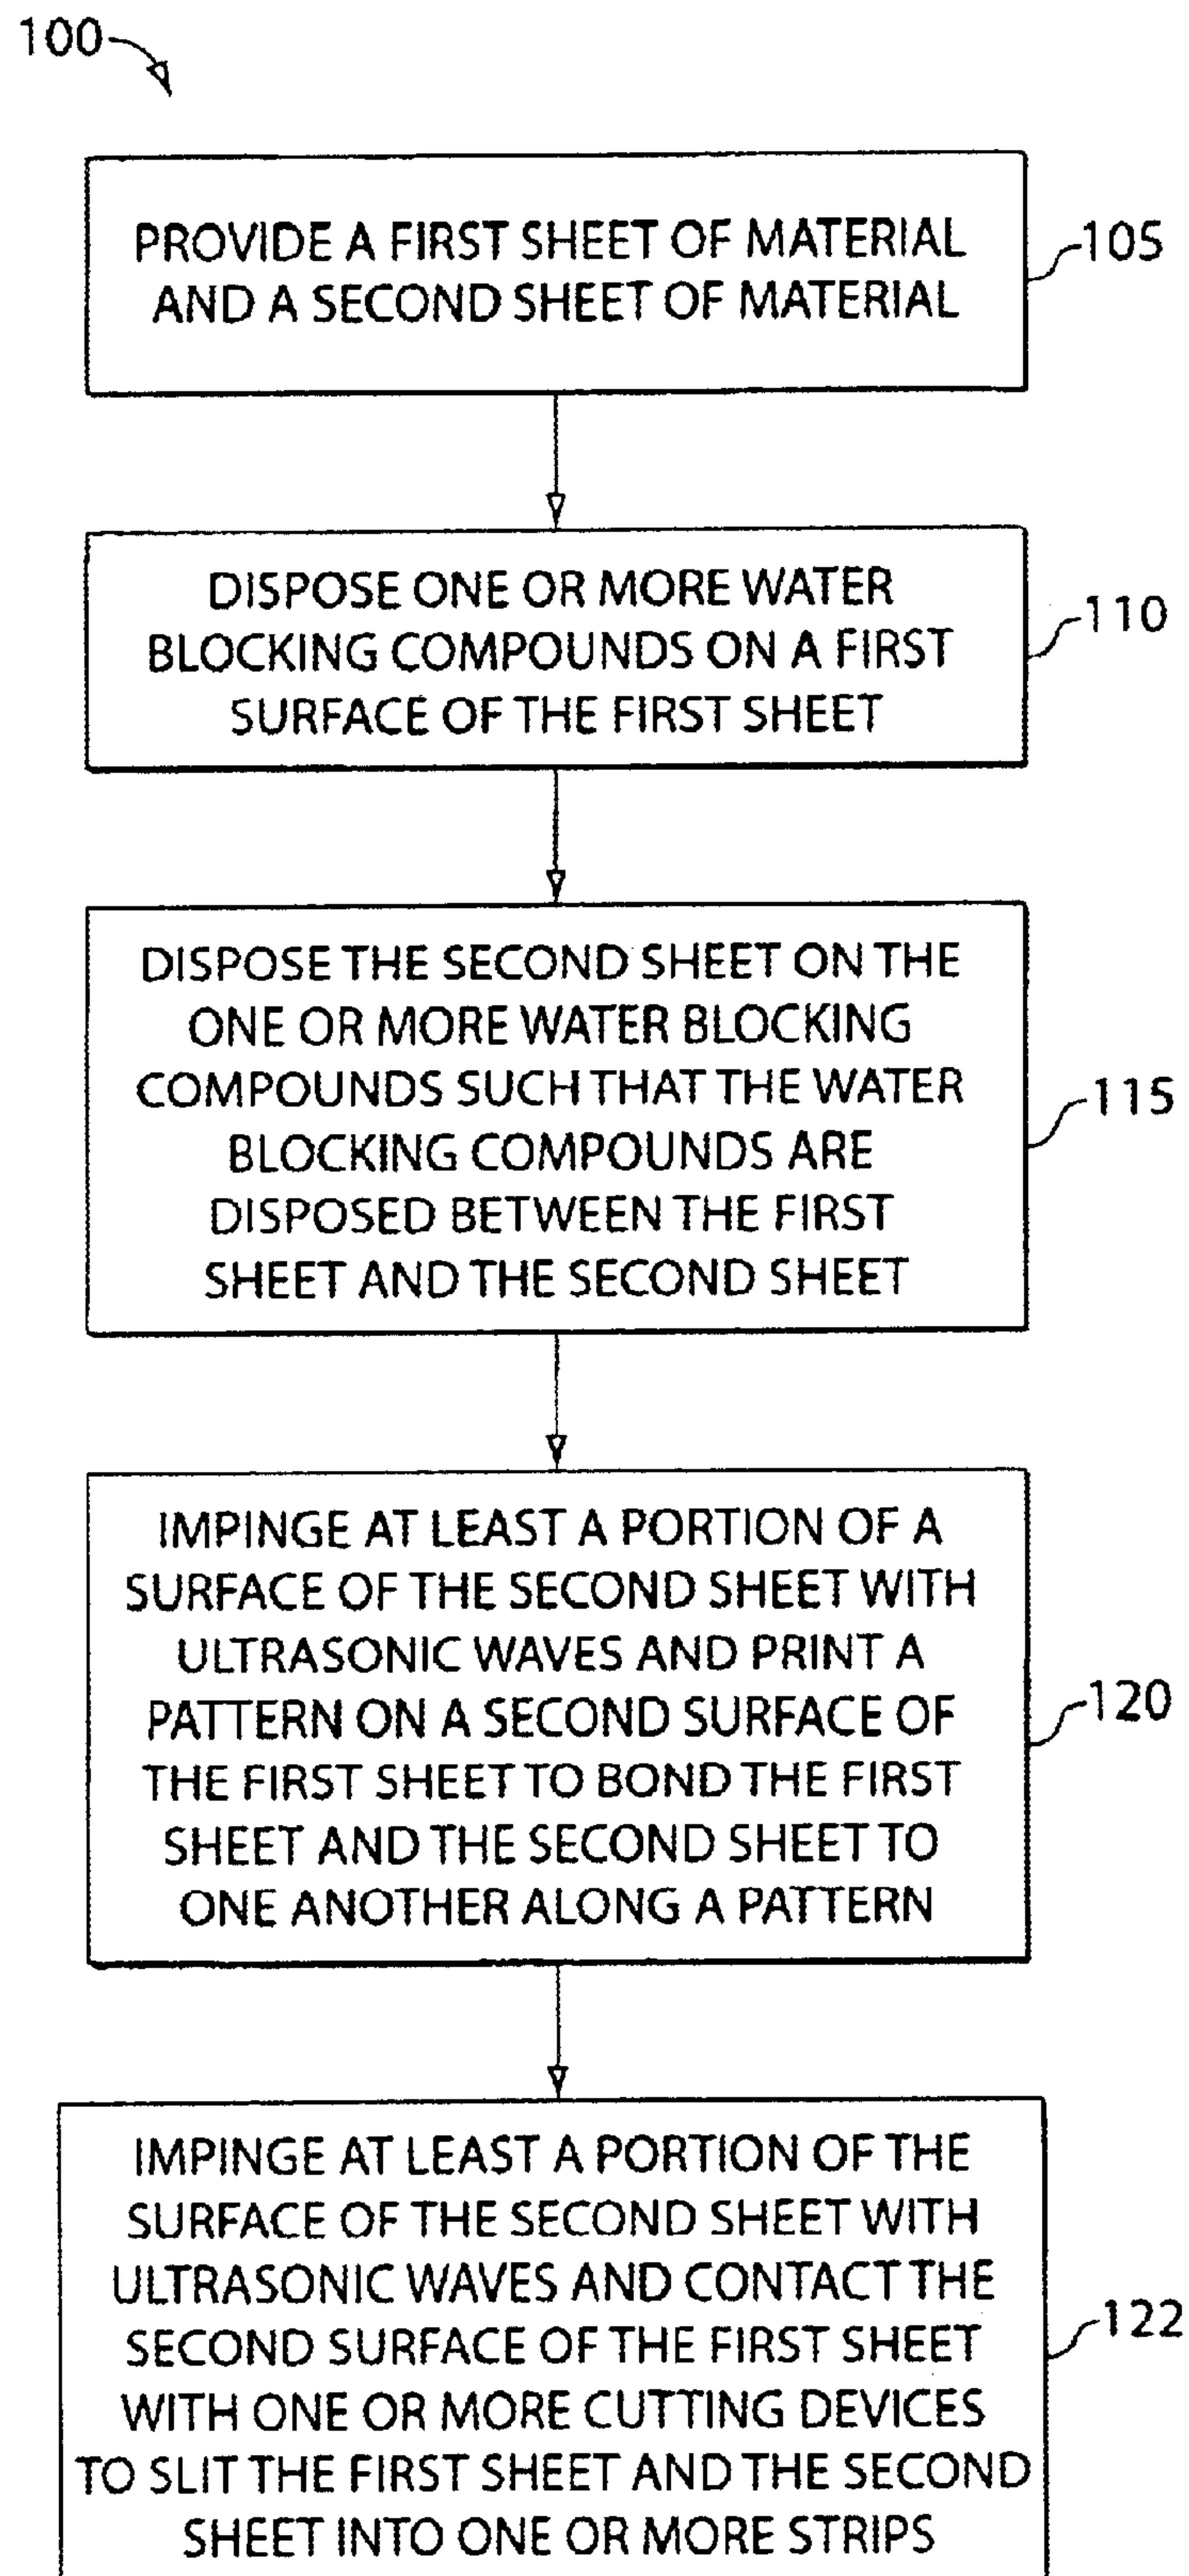 100
PROVIDE A FIRST SHEET OF MATERIAL
AND A SECOND SHEET OF MATERIAL
105
DISPOSE ONE OR MORE WATER
BLOCKING COMPOUNDS ON A FIRST
SURFACE OF THE FIRST SHEET
110
DISPOSE THE SECOND SHEET ON THE
ONE OR MORE WATER BLOCKING
COMPOUNDS SUCH THAT THE WATER
BLOCKING COMPOUNDS ARE
DISPOSED BETWEEN THE FIRST
SHEET AND THE SECOND SHEET
115
IMPINGE AT LEAST A PORTION OF A
SURFACE OF THE SECOND SHEET WITH
ULTRASONIC WAVES AND PRINT A
PATTERN ON A SECOND SURFACE OF
THE FIRST SHEET TO BOND THE FIRST
SHEET AND THE SECOND SHEET TO
ONE ANOTHER ALONG A PATTERN
120
IMPINGE AT LEAST A PORTION OF THE
SURFACE OF THE SECOND SHEET WITH
ULTRASONIC WAVES AND CONTACT THE
SECOND SURFACE OF THE FIRST SHEET
WITH ONE OR MORE CUTTING DEVICES
TO SLIT THE FIRST SHEET AND THE SECOND
SHEET INTO ONE OR MORE STRIPS
122